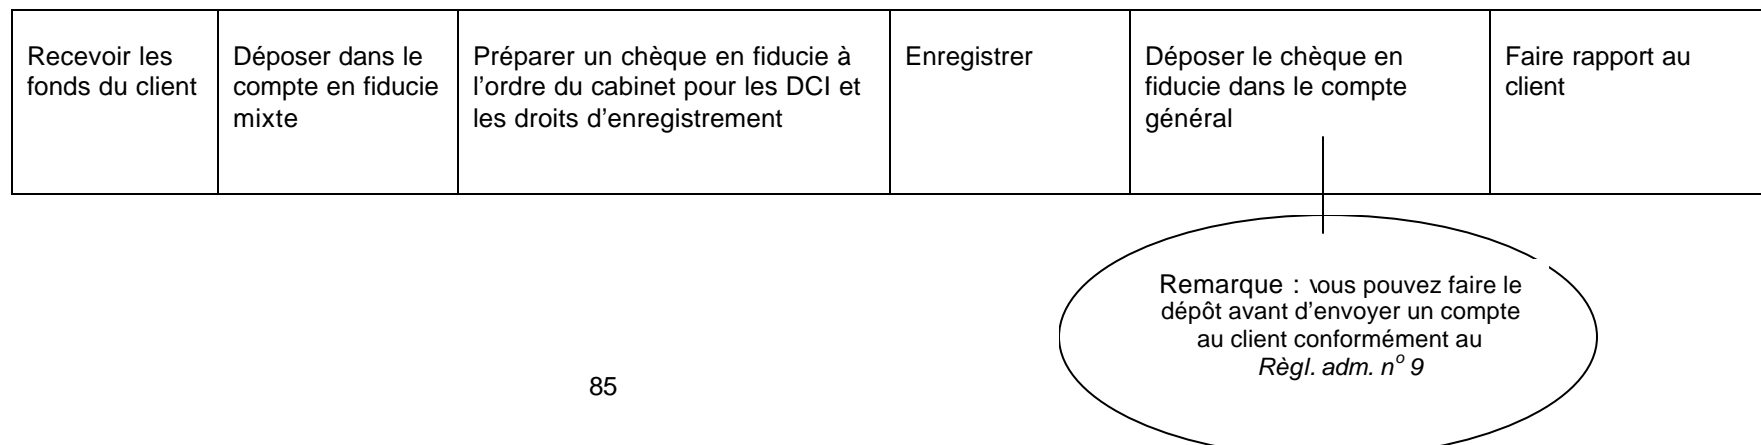 Recevoir les
fonds du client
Déposer dans le
compte en fiducie
mixte
Préparer un chèque en fiducie à
l'ordre du cabinet pour les DCI et
les droits d'enregistrement
Enregistrer
Déposer le chèque en
fiducie dans le compte
général
Faire rapport au
client
Remarque : vous pouvez faire le
dépôt avant d'envoyer un compte
au client conformément au
Règl. adm. nº 9
85